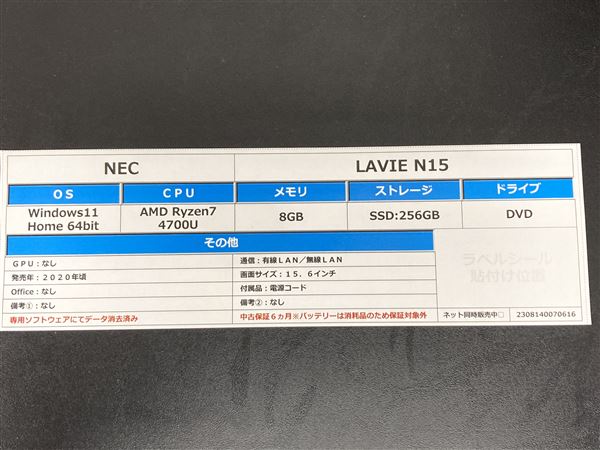 NEC LAVIE N15
OS CPU メモリ ストレージ ドライブ
Windows11 Home 64bit AMD Ryzen7 4700U 8GB SSD:256GB DVD
その他
GPU:なし 通信:有線LAN/無線LAN
発売年:2020年頃 画面サイズ:15.6インチ
Office:なし 付属品:電源コード
備考①:なし 備考②:なし
ラベルシール
貼付け位置
専用ソフトウェアにてデータ消去済み 中古保証6ヵ月※バッテリーは消耗品のため保証対象外 ネット同時販売中□ 2308140070616